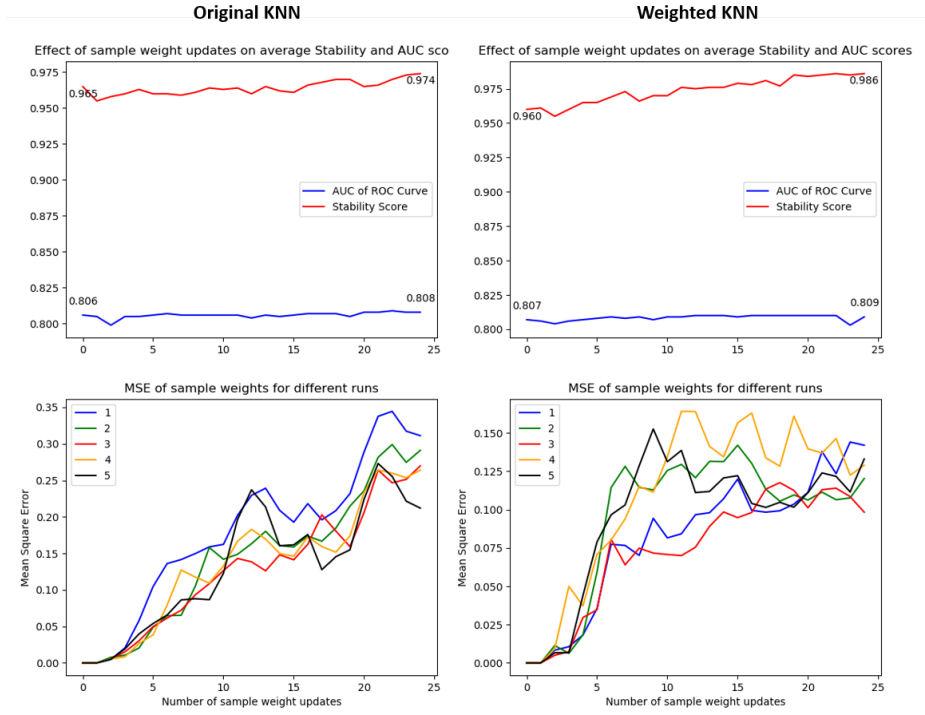 Original KNN
Weighted KNN
Effect of sample weight updates on average Stability and AUC sco
0.975
0.950
0.925
0.900
0.875
0.850
0.825
0.800
0.965
0.974
0.806
0.808
AUC of ROC Curve
Stability Score
0 5 10 15 20 25
Effect of sample weight updates on average Stability and AUC scores
0.975
0.950
0.925
0.900
0.875
0.850
0.825
0.800
0.960
0.986
0.807
0.809
AUC of ROC Curve
Stability Score
0 5 10 15 20 25
MSE of sample weights for different runs
Mean Square Error
0.35
0.30
0.25
0.20
0.15
0.10
0.05
0.00
1
2
3
4
5
0 5 10 15 20 25
Number of sample weight updates
MSE of sample weights for different runs
Mean Square Error
0.150
0.125
0.100
0.075
0.050
0.025
0.000
1
2
3
4
5
0 5 10 15 20 25
Number of sample weight updates